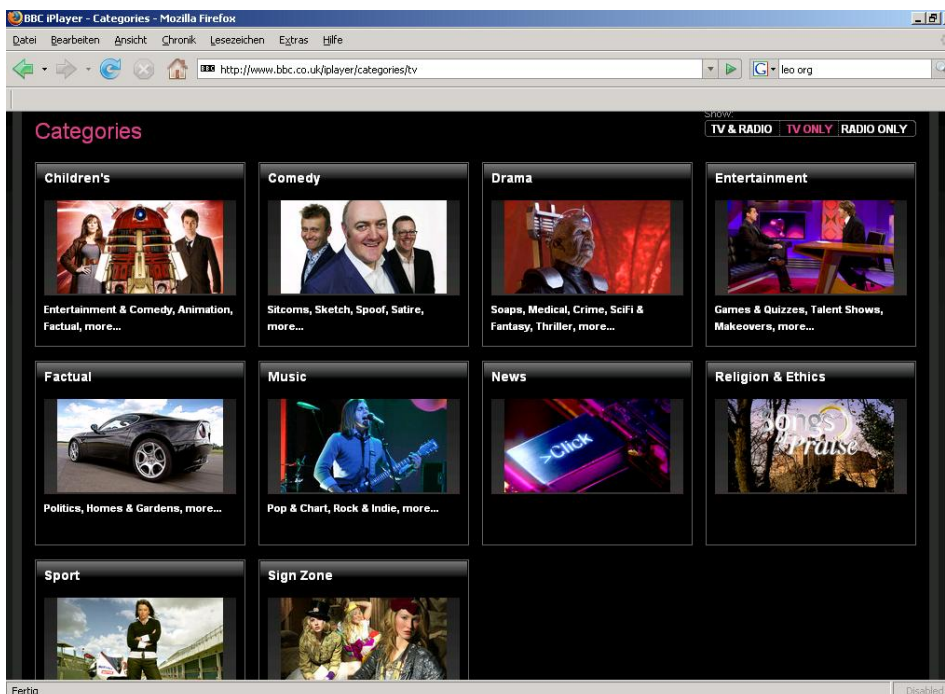 BBC iPlayer - Categories - Mozilla Firefox
Datei Bearbeiten Ansicht Chronik Lesezeichen Extras Hilfe
BBC http://www.bbc.co.uk/iplayer/categories/tv G leo org
Show:
Categories TV & RADIO TV ONLY RADIO ONLY
Children's Comedy Drama Entertainment
Entertainment & Comedy, Animation, Sitcoms, Sketch, Spoof, Satire, Soaps, Medical, Crime, SciFi & Games & Quizzes, Talent Shows,
Factual, more... more... Fantasy, Thriller, more... Makeovers, more...
Factual Music News Religion & Ethics
>Click
songs
of Praise
Politics, Homes & Gardens, more... Pop & Chart, Rock & Indie, more...
Sport Sign Zone
Fertig Disabled